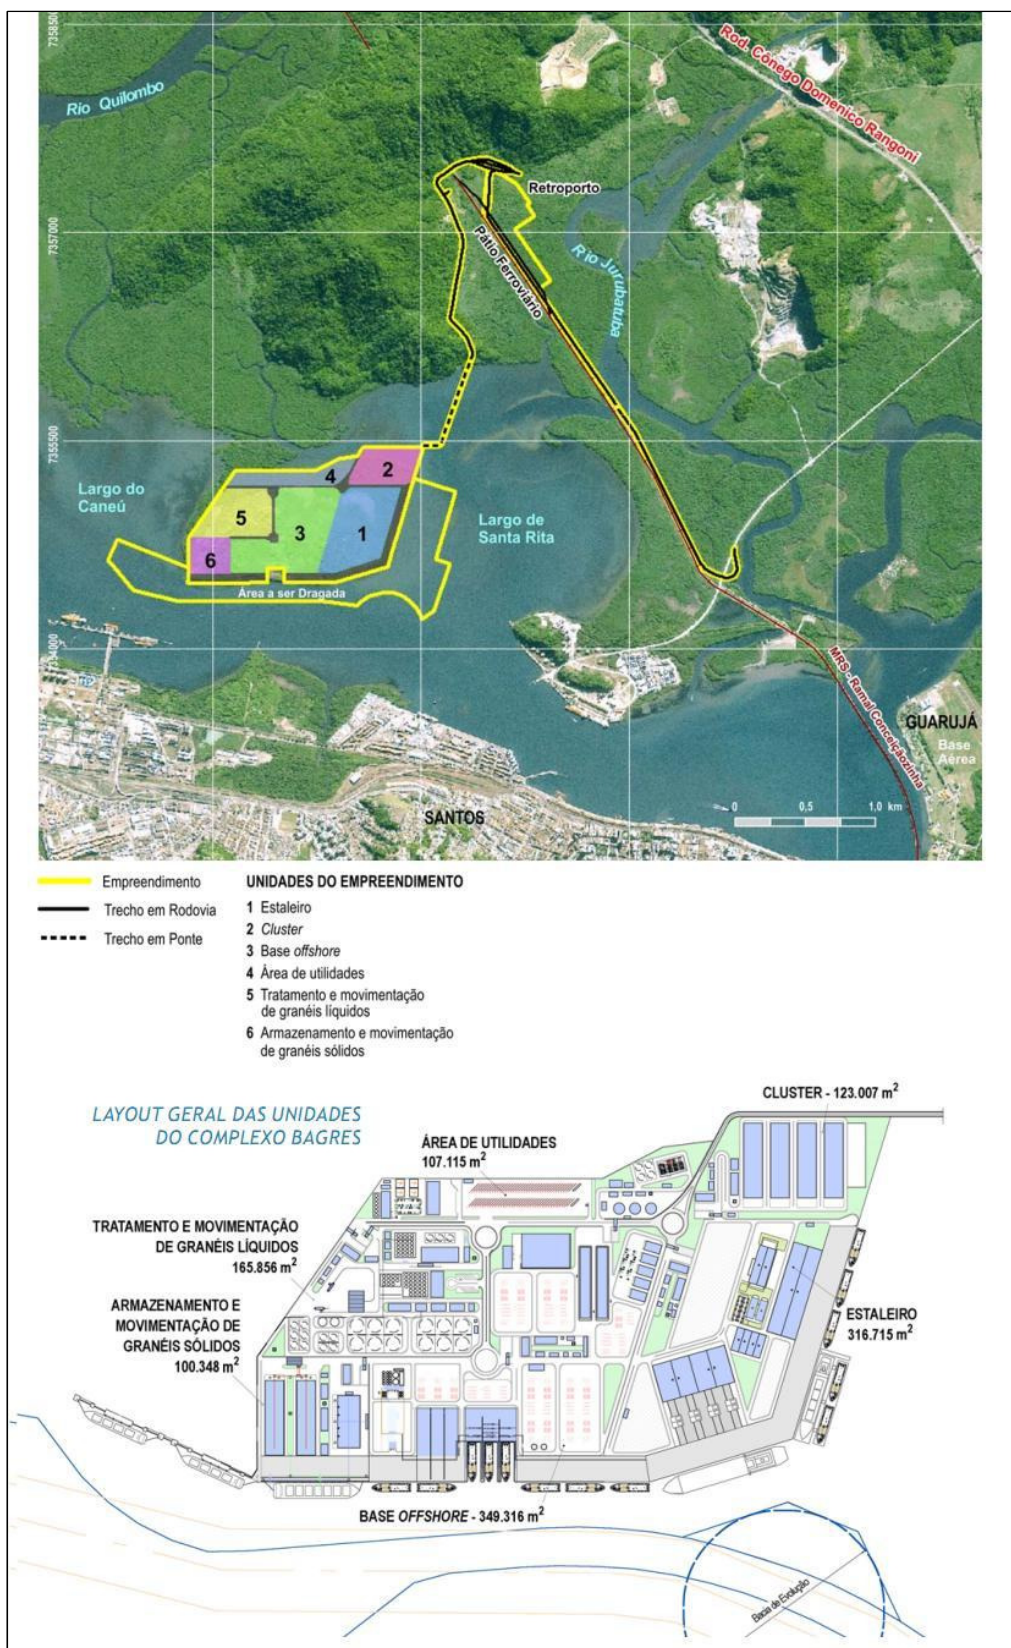 7358500
Rio Quilombo
Rod. Cônego Domenico Rangoni
Retroporto
7357000
Pátio Ferroviário
Rio Jurubatuba
7355500
Largo do
Caneú
4
2
5
3
1
6
Largo de
Santa Rita
Área a ser Dragada
7354000
MRS - Ramal Conceiçãozinha
GUARUJÁ
Base
Aérea
SANTOS
0 0,5 1,0 km
Empreendimento
Trecho em Rodovia
Trecho em Ponte
UNIDADES DO EMPREENDIMENTO
1 Estaleiro
2 Cluster
3 Base offshore
4 Área de utilidades
5 Tratamento e movimentação
de granéis líquidos
6 Armazenamento e movimentação
de granéis sólidos
LAYOUT GERAL DAS UNIDADES
DO COMPLEXO BAGRES
CLUSTER - 123.007 m²
ÁREA DE UTILIDADES
107.115 m²
TRATAMENTO E MOVIMENTAÇÃO
DE GRANÉIS LÍQUIDOS
165.856 m²
ARMAZENAMENTO E
MOVIMENTAÇÃO DE
GRANÉIS SÓLIDOS
100.348 m²
ESTALEIRO
316.715 m²
BASE OFFSHORE - 349.316 m²
Bacia de Evolução